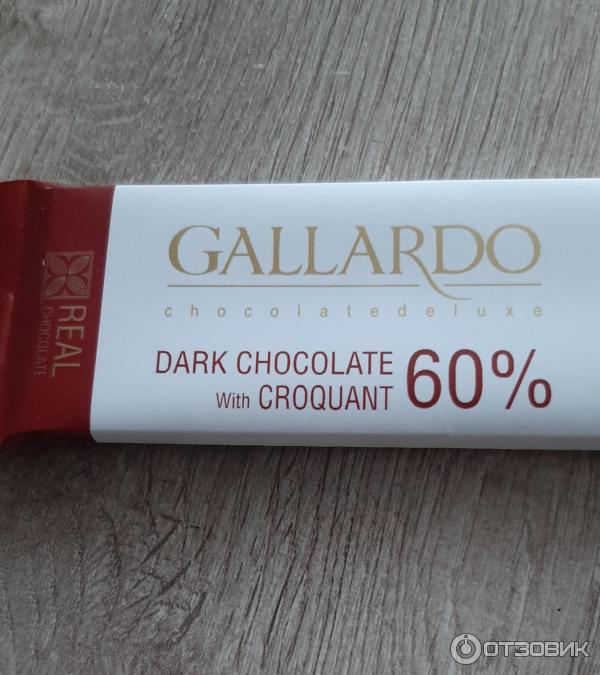 GALLARDO
chocolatedeluxe
DARK CHOCOLATE
With CROQUANT 60%
REAL
CHOCOLATE
ОТЗОВИК